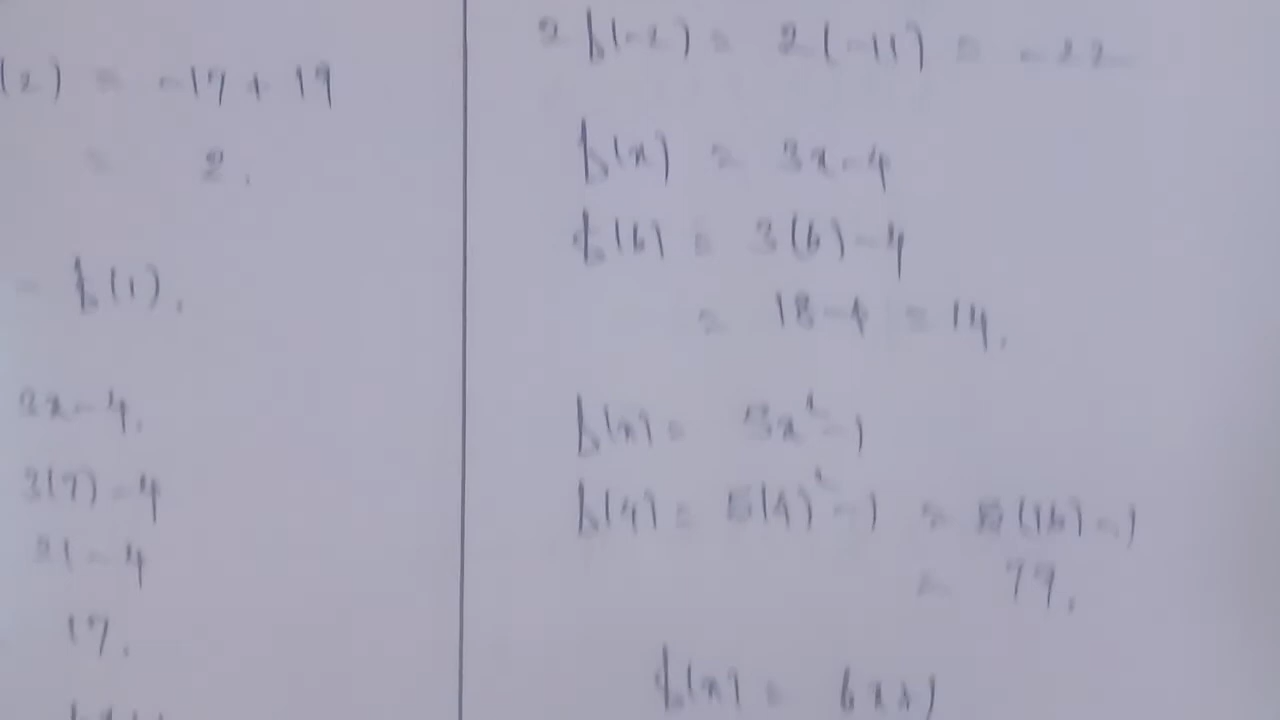 (2) = -17 + 19
= 2.
= f(1).
3x - 4.
3(7) - 4
21 - 4
17.
2 f(-2) = 2(-11) = -22
f(x) = 3x - 4
f(6) = 3(6) - 4
= 18 - 4 = 14.
f(x) = 5x² - 1
f(4) = 5(4)² - 1 = 5(16) - 1
= 79.
f(x) = 6x + 1